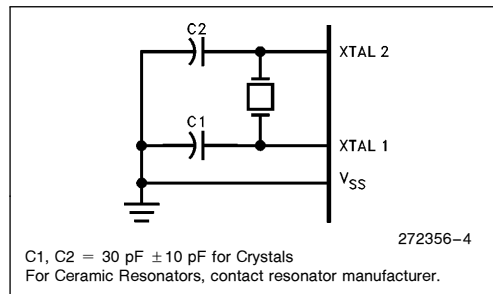 C2
XTAL 2
C1
XTAL 1
VSS
272356–4
C1, C2 = 30 pF ±10 pF for Crystals
For Ceramic Resonators, contact resonator manufacturer.